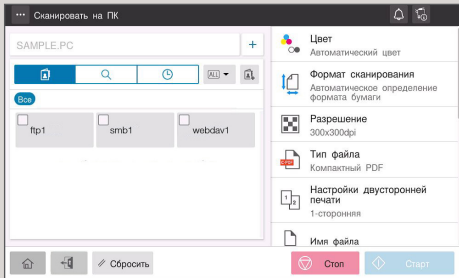 Сканировать на ПК
SAMPLE.PC
+
ALL
Все
ftp1
smb1
webdav1
Цвет
Автоматический цвет
Формат сканирования
Автоматическое определение
формата бумаги
Разрешение
300x300dpi
Тип файла
Компактный PDF
Настройки двусторонней
печати
1-сторонняя
Имя файла
Сбросить
Стоп
Старт